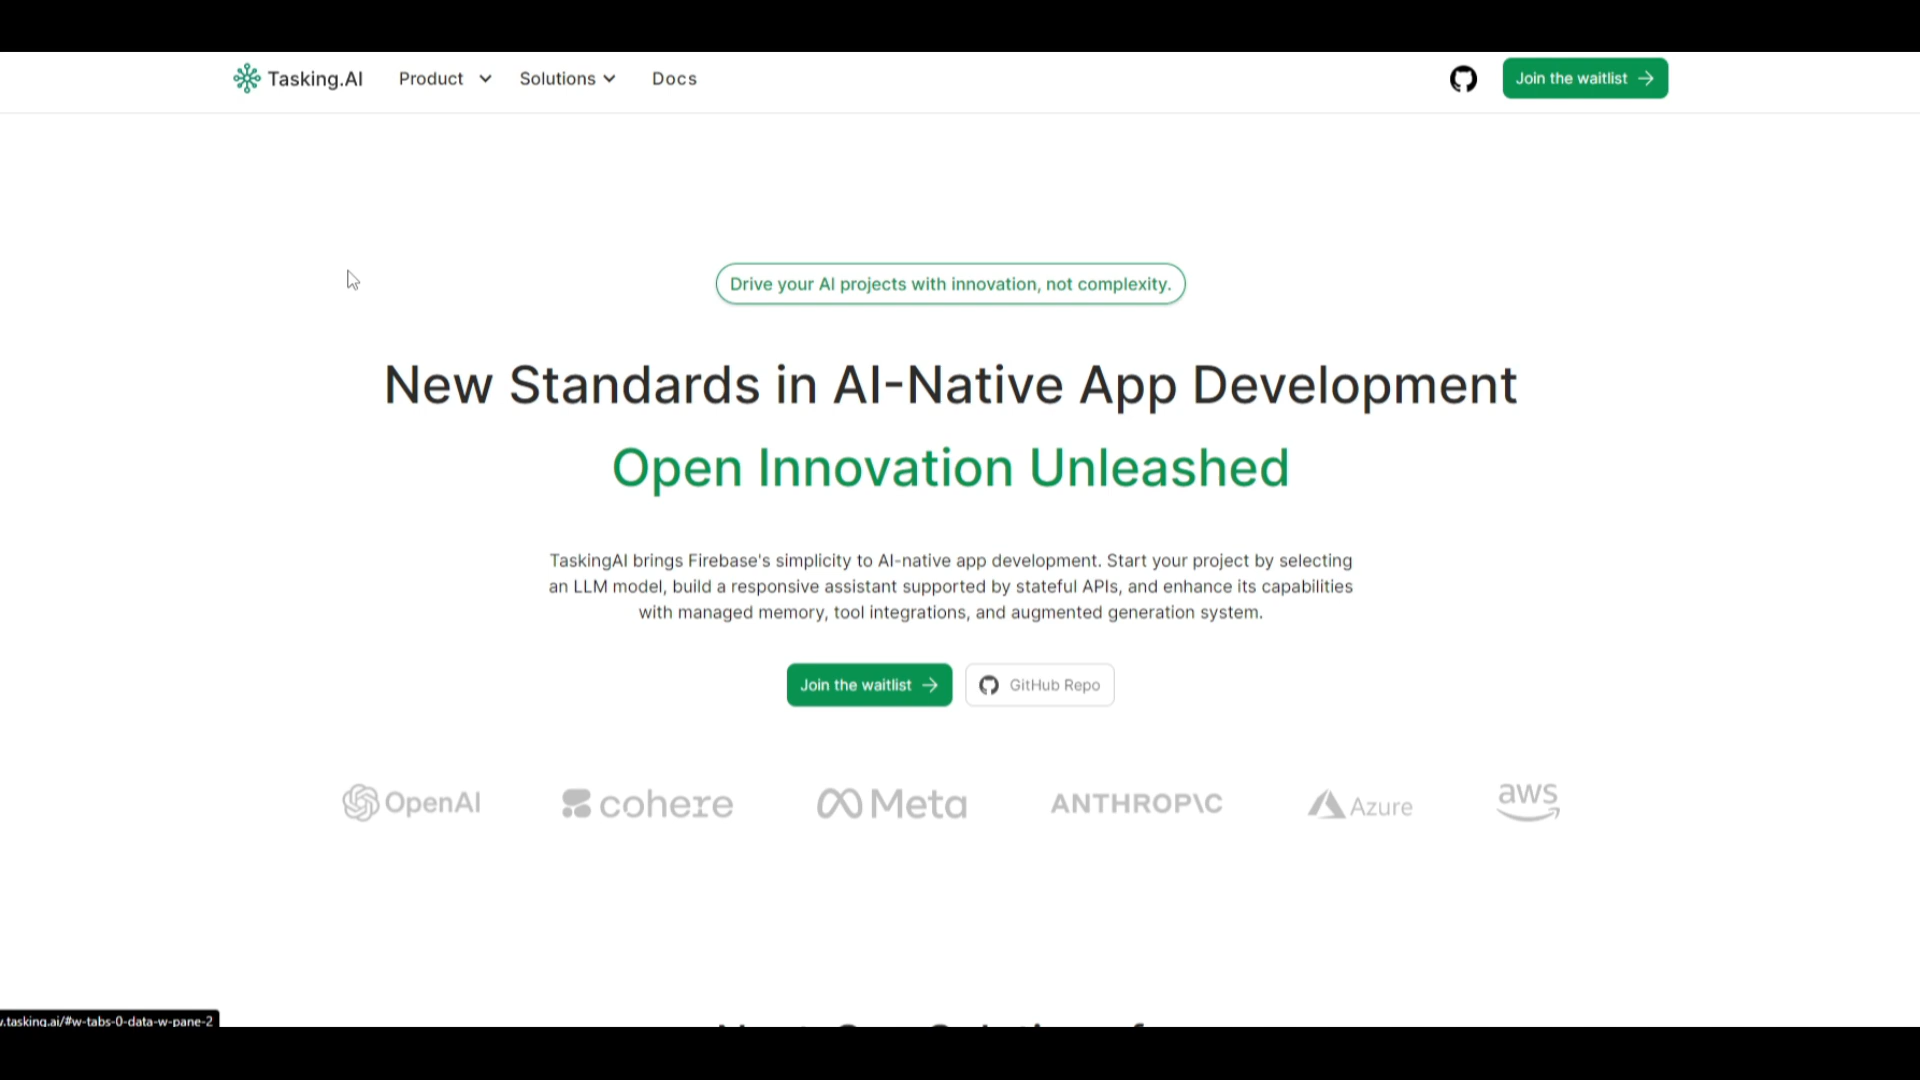 Tasking.AI Product Solutions Docs Join the waitlist →
Drive your AI projects with innovation, not complexity.
New Standards in AI-Native App Development
Open Innovation Unleashed
TaskingAI brings Firebase's simplicity to AI-native app development. Start your project by selecting
an LLM model, build a responsive assistant supported by stateful APIs, and enhance its capabilities
with managed memory, tool integrations, and augmented generation system.
Join the waitlist → GitHub Repo
OpenAI cohere Meta ANTHROP\C Azure aws
.tasking.ai/#w-tabs-0-data-w-pane-2